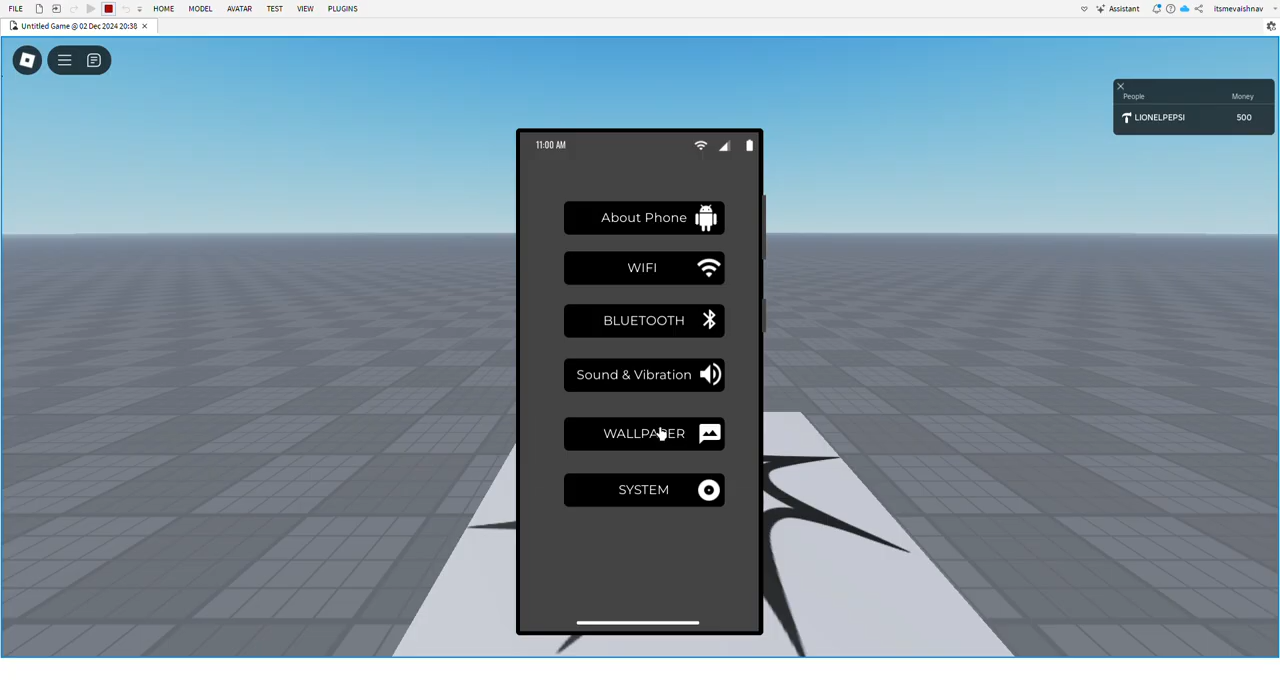 FILE HOME MODEL AVATAR TEST VIEW PLUGINS Assistant itsmevaishnav
Untitled Game @ 02 Dec 2024 20:38
People Money
LIONELPEPSI 500
11:00 AM
About Phone
WIFI
BLUETOOTH
Sound & Vibration
WALLPAPER
SYSTEM